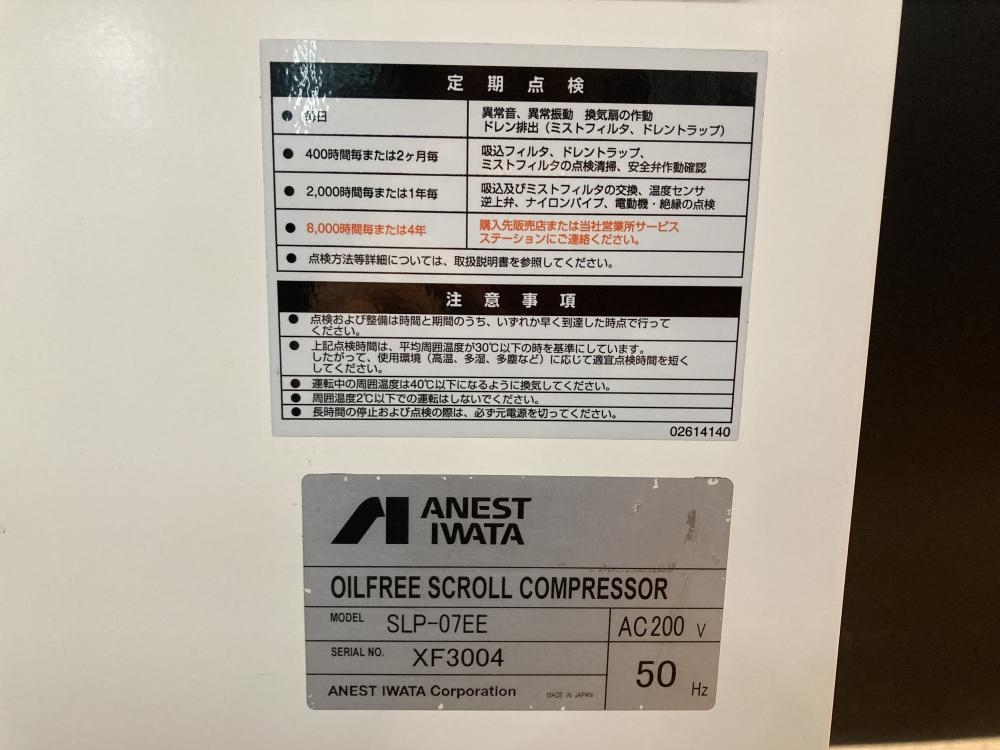 定期点検
● 毎日
異常音、異常振動 換気扇の作動
ドレン排出（ミストフィルタ、ドレントラップ）
● 400時間毎または2ヶ月毎
吸込フィルタ、ドレントラップ、
ミストフィルタの点検清掃、安全弁作動確認
● 2,000時間毎または1年毎
吸込及びミストフィルタの交換、温度センサ
逆上弁、ナイロンパイプ、電動機・絶縁の点検
● 8,000時間毎または4年
購入先販売店または当社営業所サービス
ステーションにご連絡ください。
● 点検方法等詳細については、取扱説明書を参照してください。
注意事項
● 点検および整備は時間と期間のうち、いずれか早く到達した時点で行って
ください。
● 上記点検時間は、平均周囲温度が30℃以下の時を基準にしています。
したがって、使用環境（高温、多湿、多塵など）に応じて適宜点検時間を短く
してください。
● 運転中の周囲温度は40℃以下になるように換気してください。
● 周囲温度2℃以下での運転はしないでください。
● 長時間の停止および点検の際は、必ず元電源を切ってください。
02614140
ANEST
IWATA
OILFREE SCROLL COMPRESSOR
MODEL SLP-07EE
AC200 V
SERIAL NO. XF3004
50 Hz
ANEST IWATA Corporation
MADE IN JAPAN